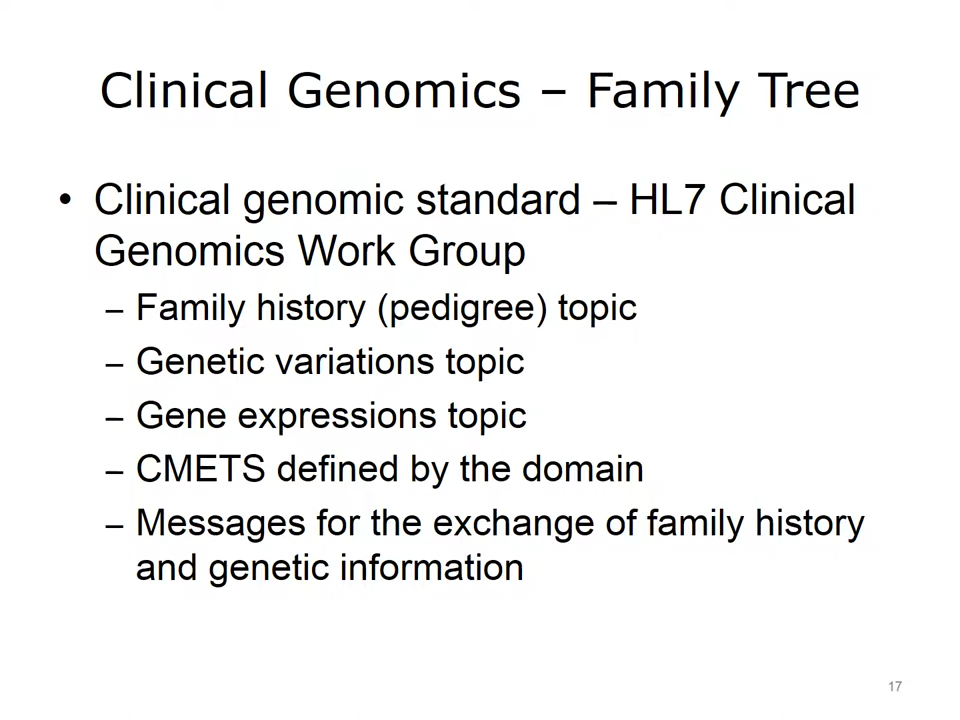 Clinical Genomics – Family Tree
• Clinical genomic standard – HL7 Clinical
Genomics Work Group
– Family history (pedigree) topic
– Genetic variations topic
– Gene expressions topic
– CMETS defined by the domain
– Messages for the exchange of family history
and genetic information
17